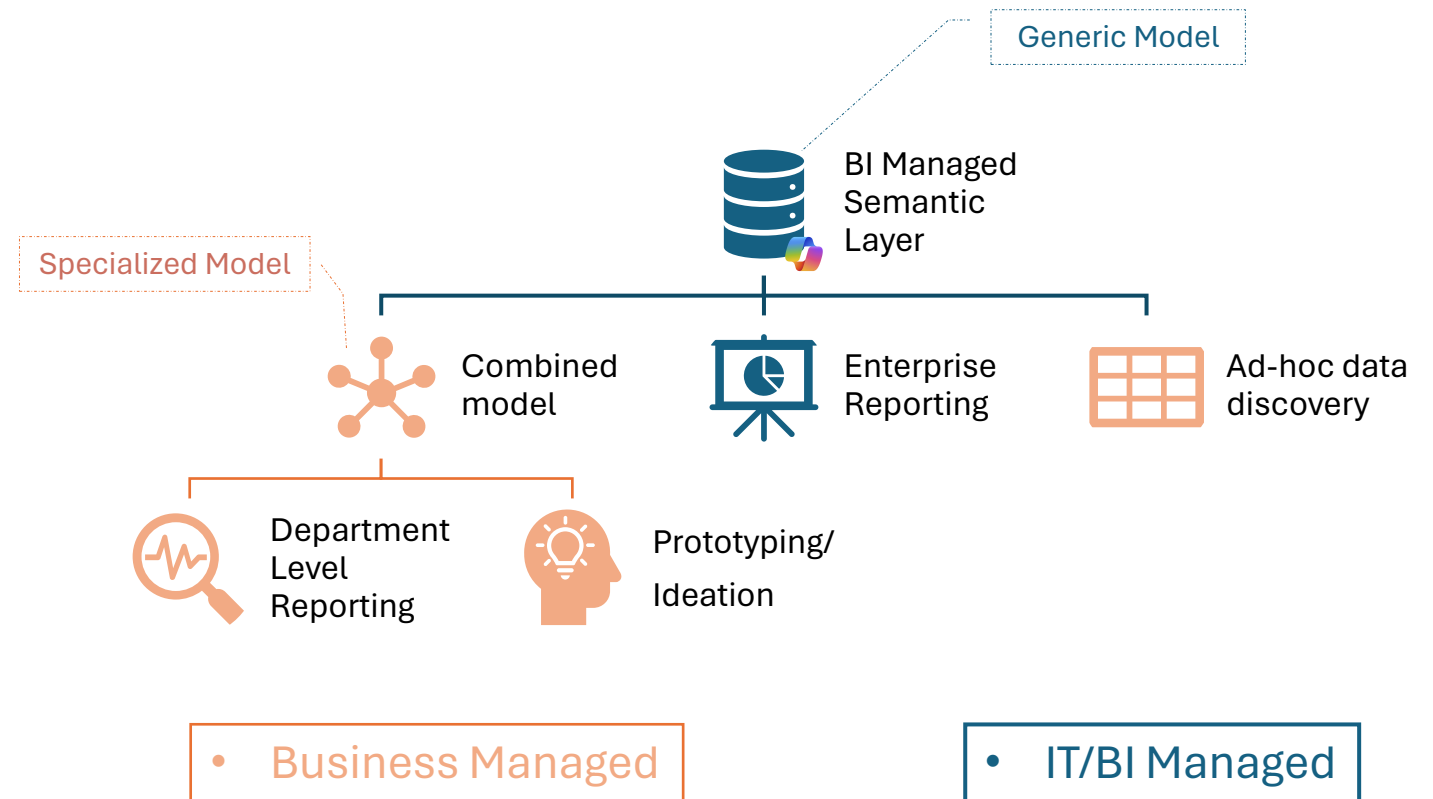 Generic Model
BI Managed
Semantic
Layer
Specialized Model
Combined
model
Enterprise
Reporting
Ad-hoc data
discovery
Department
Level
Reporting
Prototyping/
Ideation
• Business Managed
• IT/BI Managed